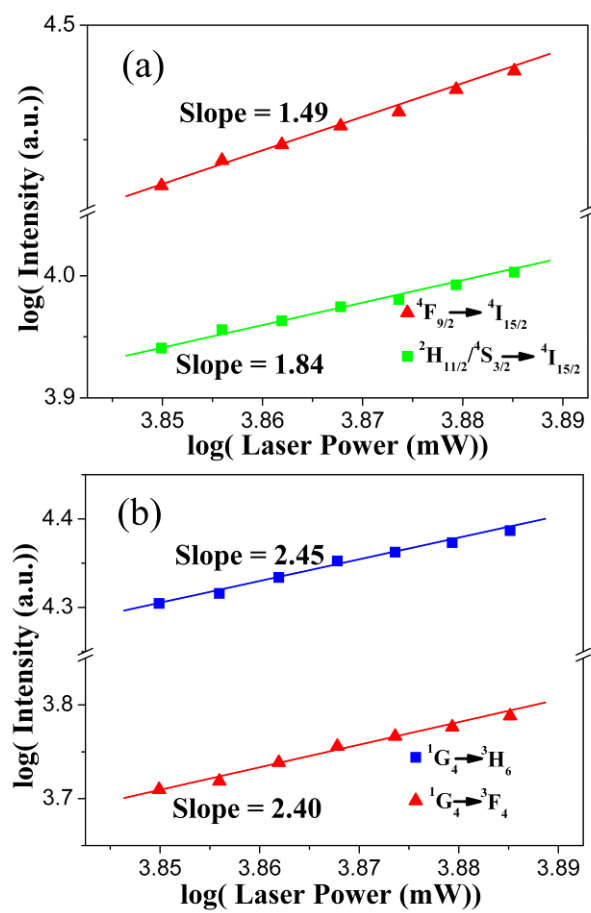 4.5
(a)
Slope = 1.49
log( Intensity (a.u.))
4.0
⁴F₉/₂→⁴I₁₅/₂
²H₁₁/₂/⁴S₃/₂→⁴I₁₅/₂
Slope = 1.84
3.9
3.85 3.86 3.87 3.88 3.89
log( Laser Power (mW))
(b)
4.4
Slope = 2.45
4.3
log( Intensity (a.u.))
3.8
¹G₄→³H₆
¹G₄→³F₄
3.7
Slope = 2.40
3.85 3.86 3.87 3.88 3.89
log( Laser Power (mW))